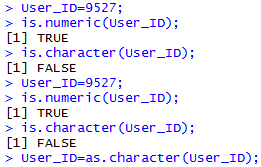 > User_ID=9527;
> is.numeric(User_ID);
[1] TRUE
> is.character(User_ID);
[1] FALSE
> User_ID=9527;
> is.numeric(User_ID);
[1] TRUE
> is.character(User_ID);
[1] FALSE
> User_ID=as.character(User_ID);